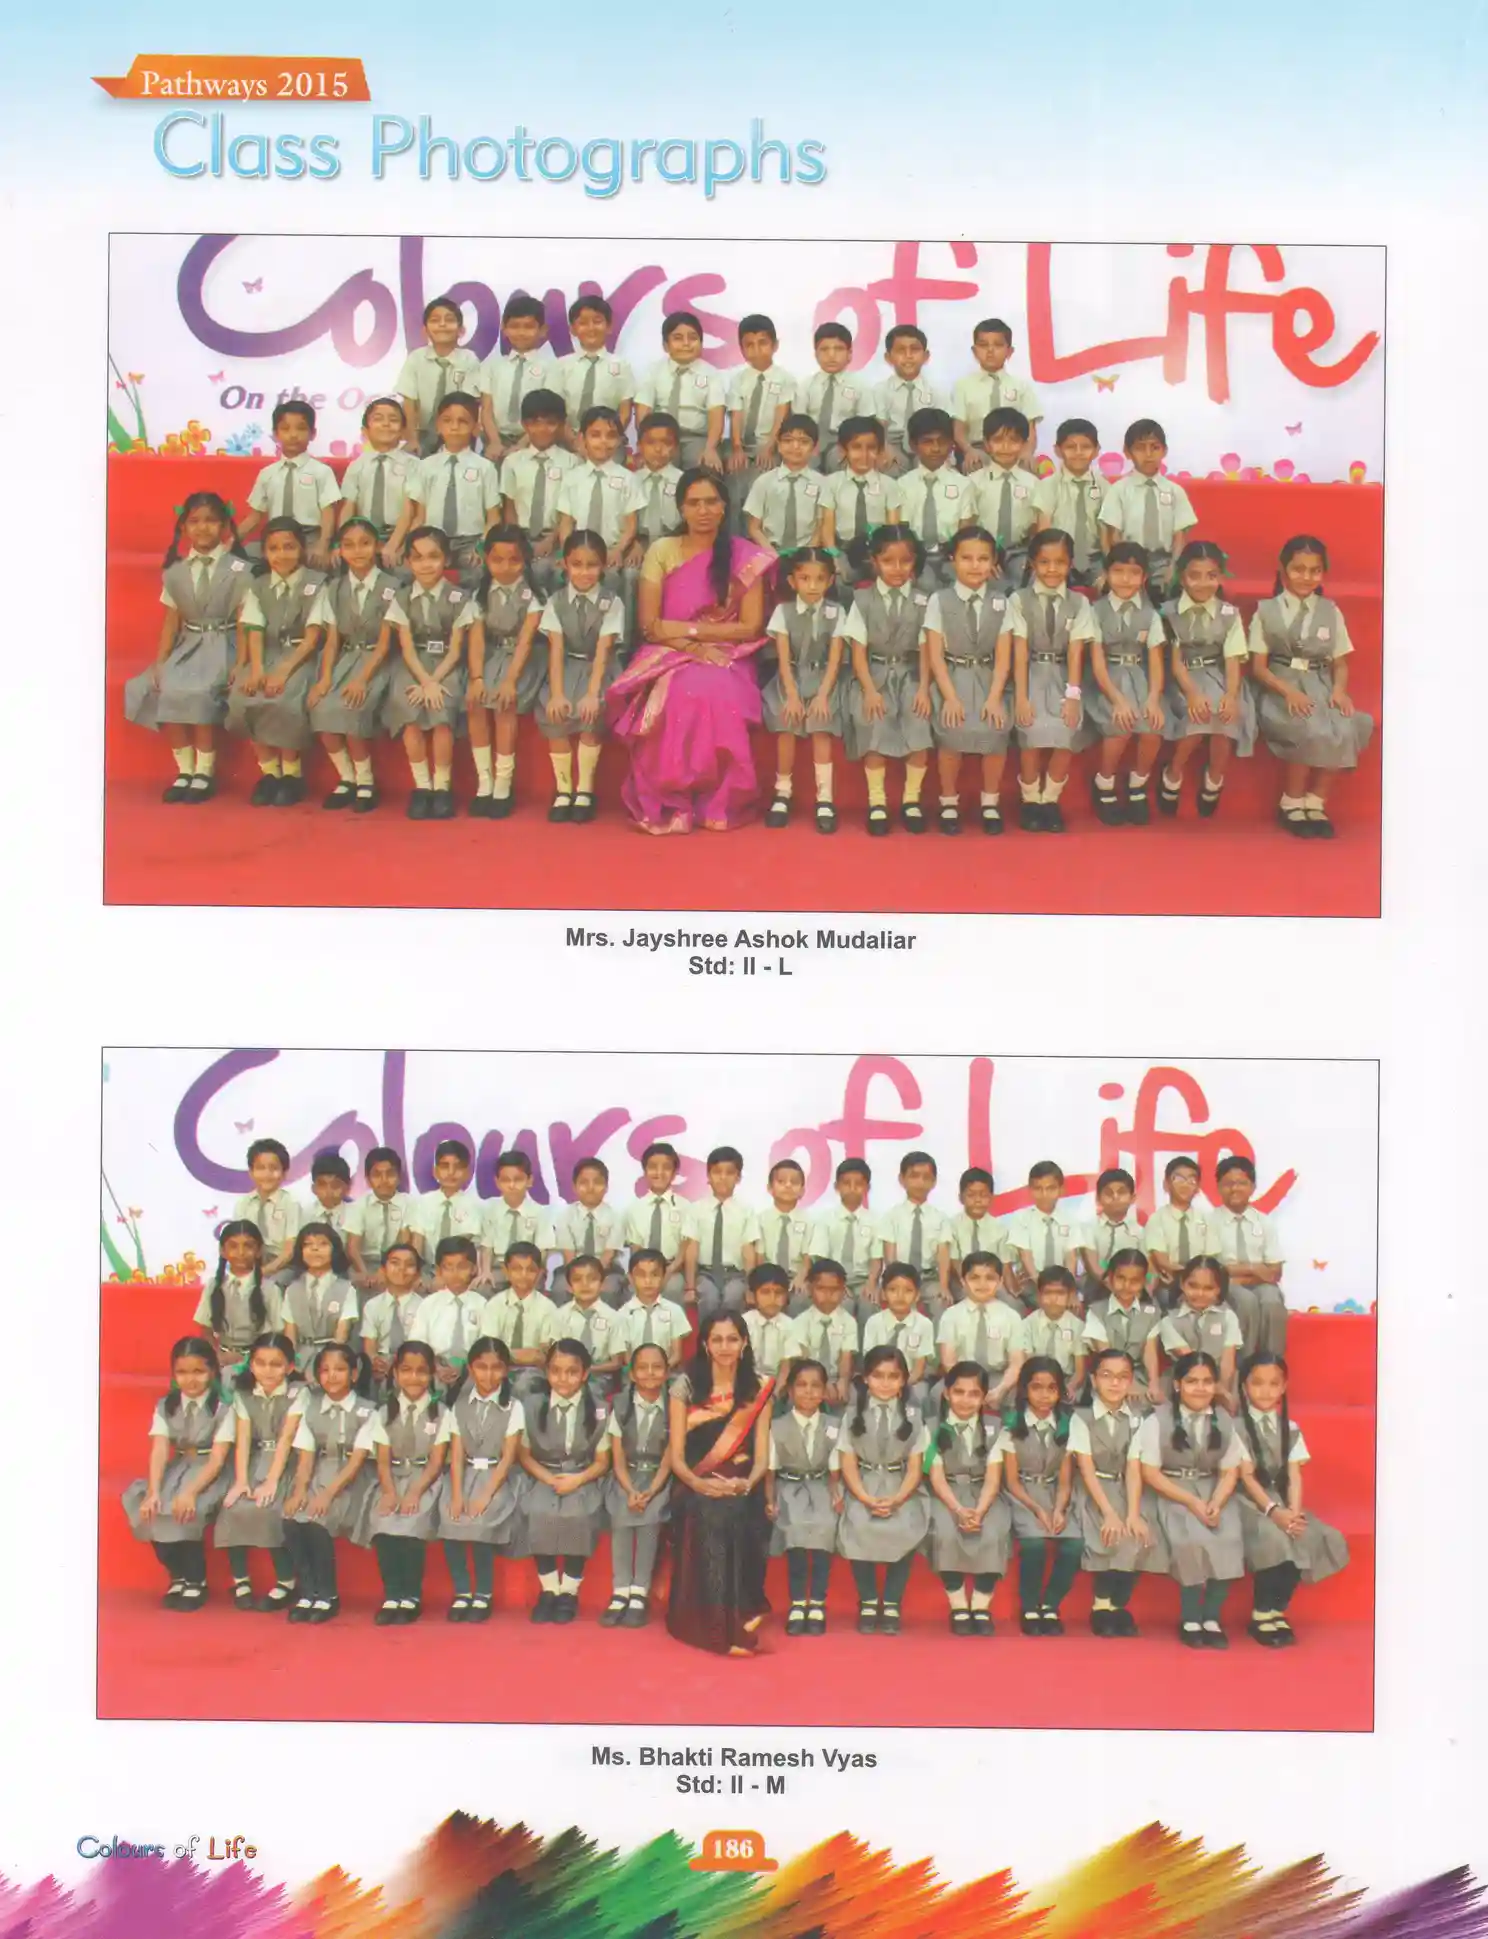 Pathways 2015
Class Photographs
Colours of Life
On the
Mrs. Jayshree Ashok Mudaliar
Std: II - L
Colours of Life
Ms. Bhakti Ramesh Vyas
Std: II - M
Colours of Life
186